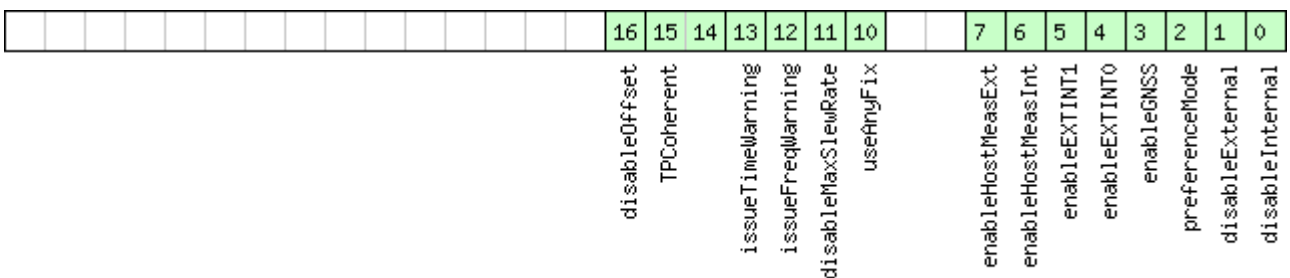 16 15 14 13 12 11 10 7 6 5 4 3 2 1 0
disableOffset
TPCoherent
issueTimeWarning
issueFreqWarning
disableMaxSlewRate
useAnyFix
enableHostMeasExt
enableHostMeasInt
enableEXTINT1
enableEXTINT0
enableGNSS
preferenceMode
disableExternal
disableInternal